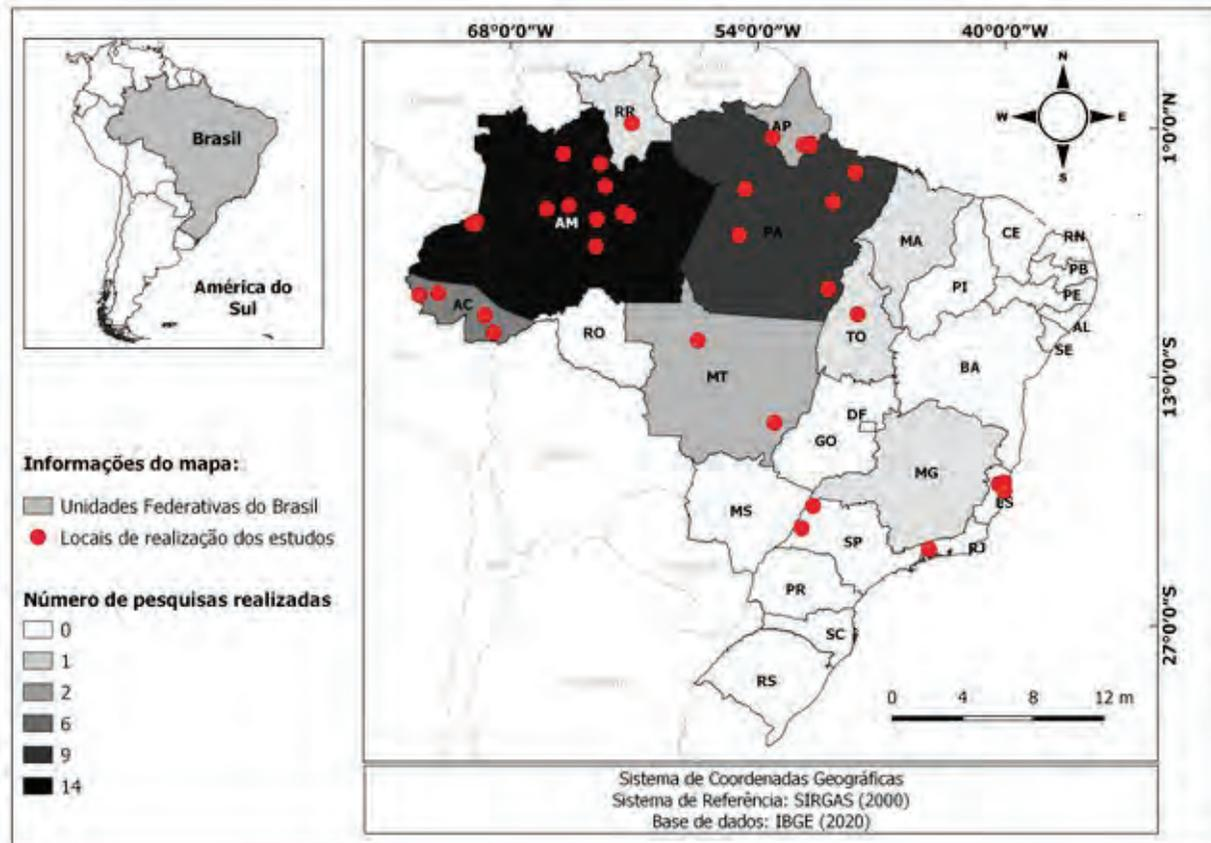 Brasil
América do
Sul
Informações do mapa:
Unidades Federativas do Brasil
Locais de realização dos estudos
Número de pesquisas realizadas
0
1
2
6
9
14
68°0'0"W
54°0'0"W
40°0'0"W
N
W
E
S
1°0'0"N
13°0'0"S
27°0'0"S
RR
AP
AM
PA
MA
CE
RN
PB
PE
AL
SE
PI
AC
RO
TO
BA
MT
DF
GO
MG
ES
MS
SP
RJ
PR
SC
RS
0 4 8 12 m
Sistema de Coordenadas Geográficas
Sistema de Referência: SIRGAS (2000)
Base de dados: IBGE (2020)